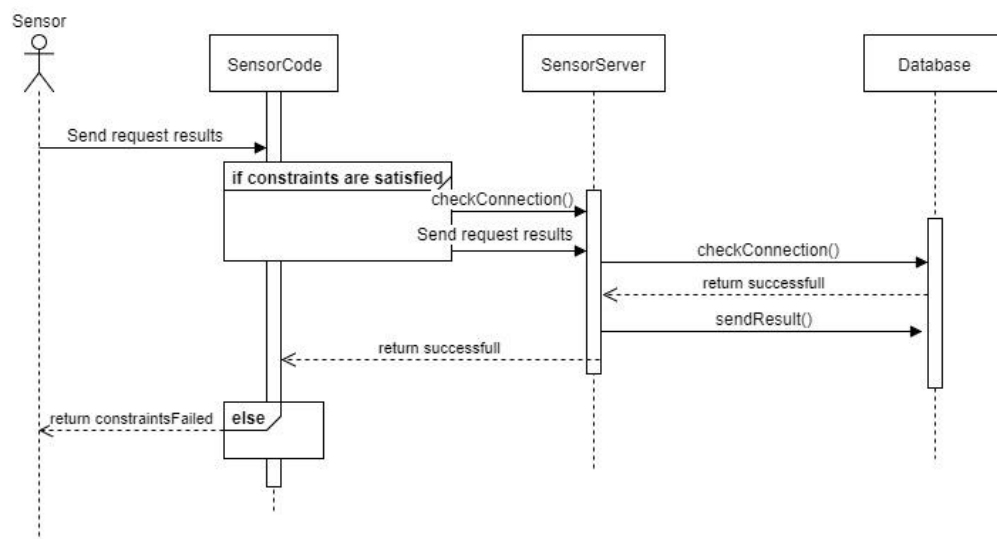 Sensor
SensorCode
SensorServer
Database
Send request results
if constraints are satisfied
checkConnection()
Send request results
checkConnection()
return successfull
sendResult()
return successfull
return constraintsFailed
else